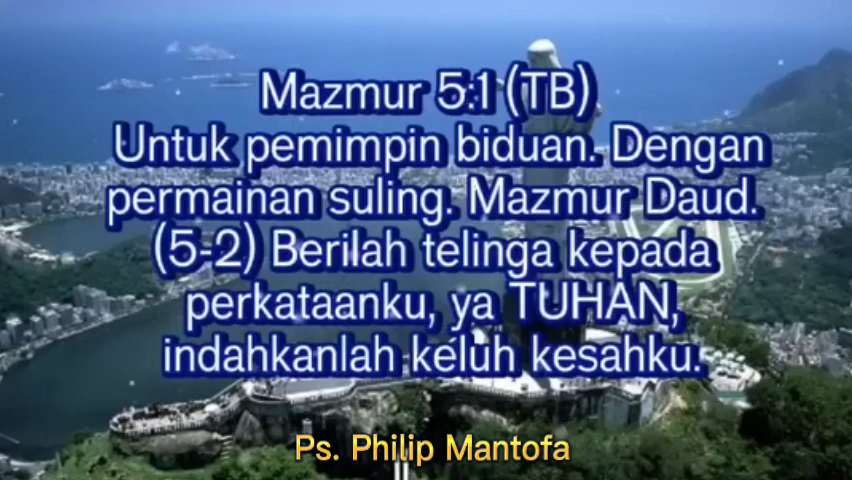 Mazmur 5:1 (TB)
Untuk pemimpin biduan. Dengan
permainan suling. Mazmur Daud.
(5-2) Berilah telinga kepada
perkataanku, ya TUHAN,
indahkanlah keluh kesahku.
Ps. Philip Mantofa